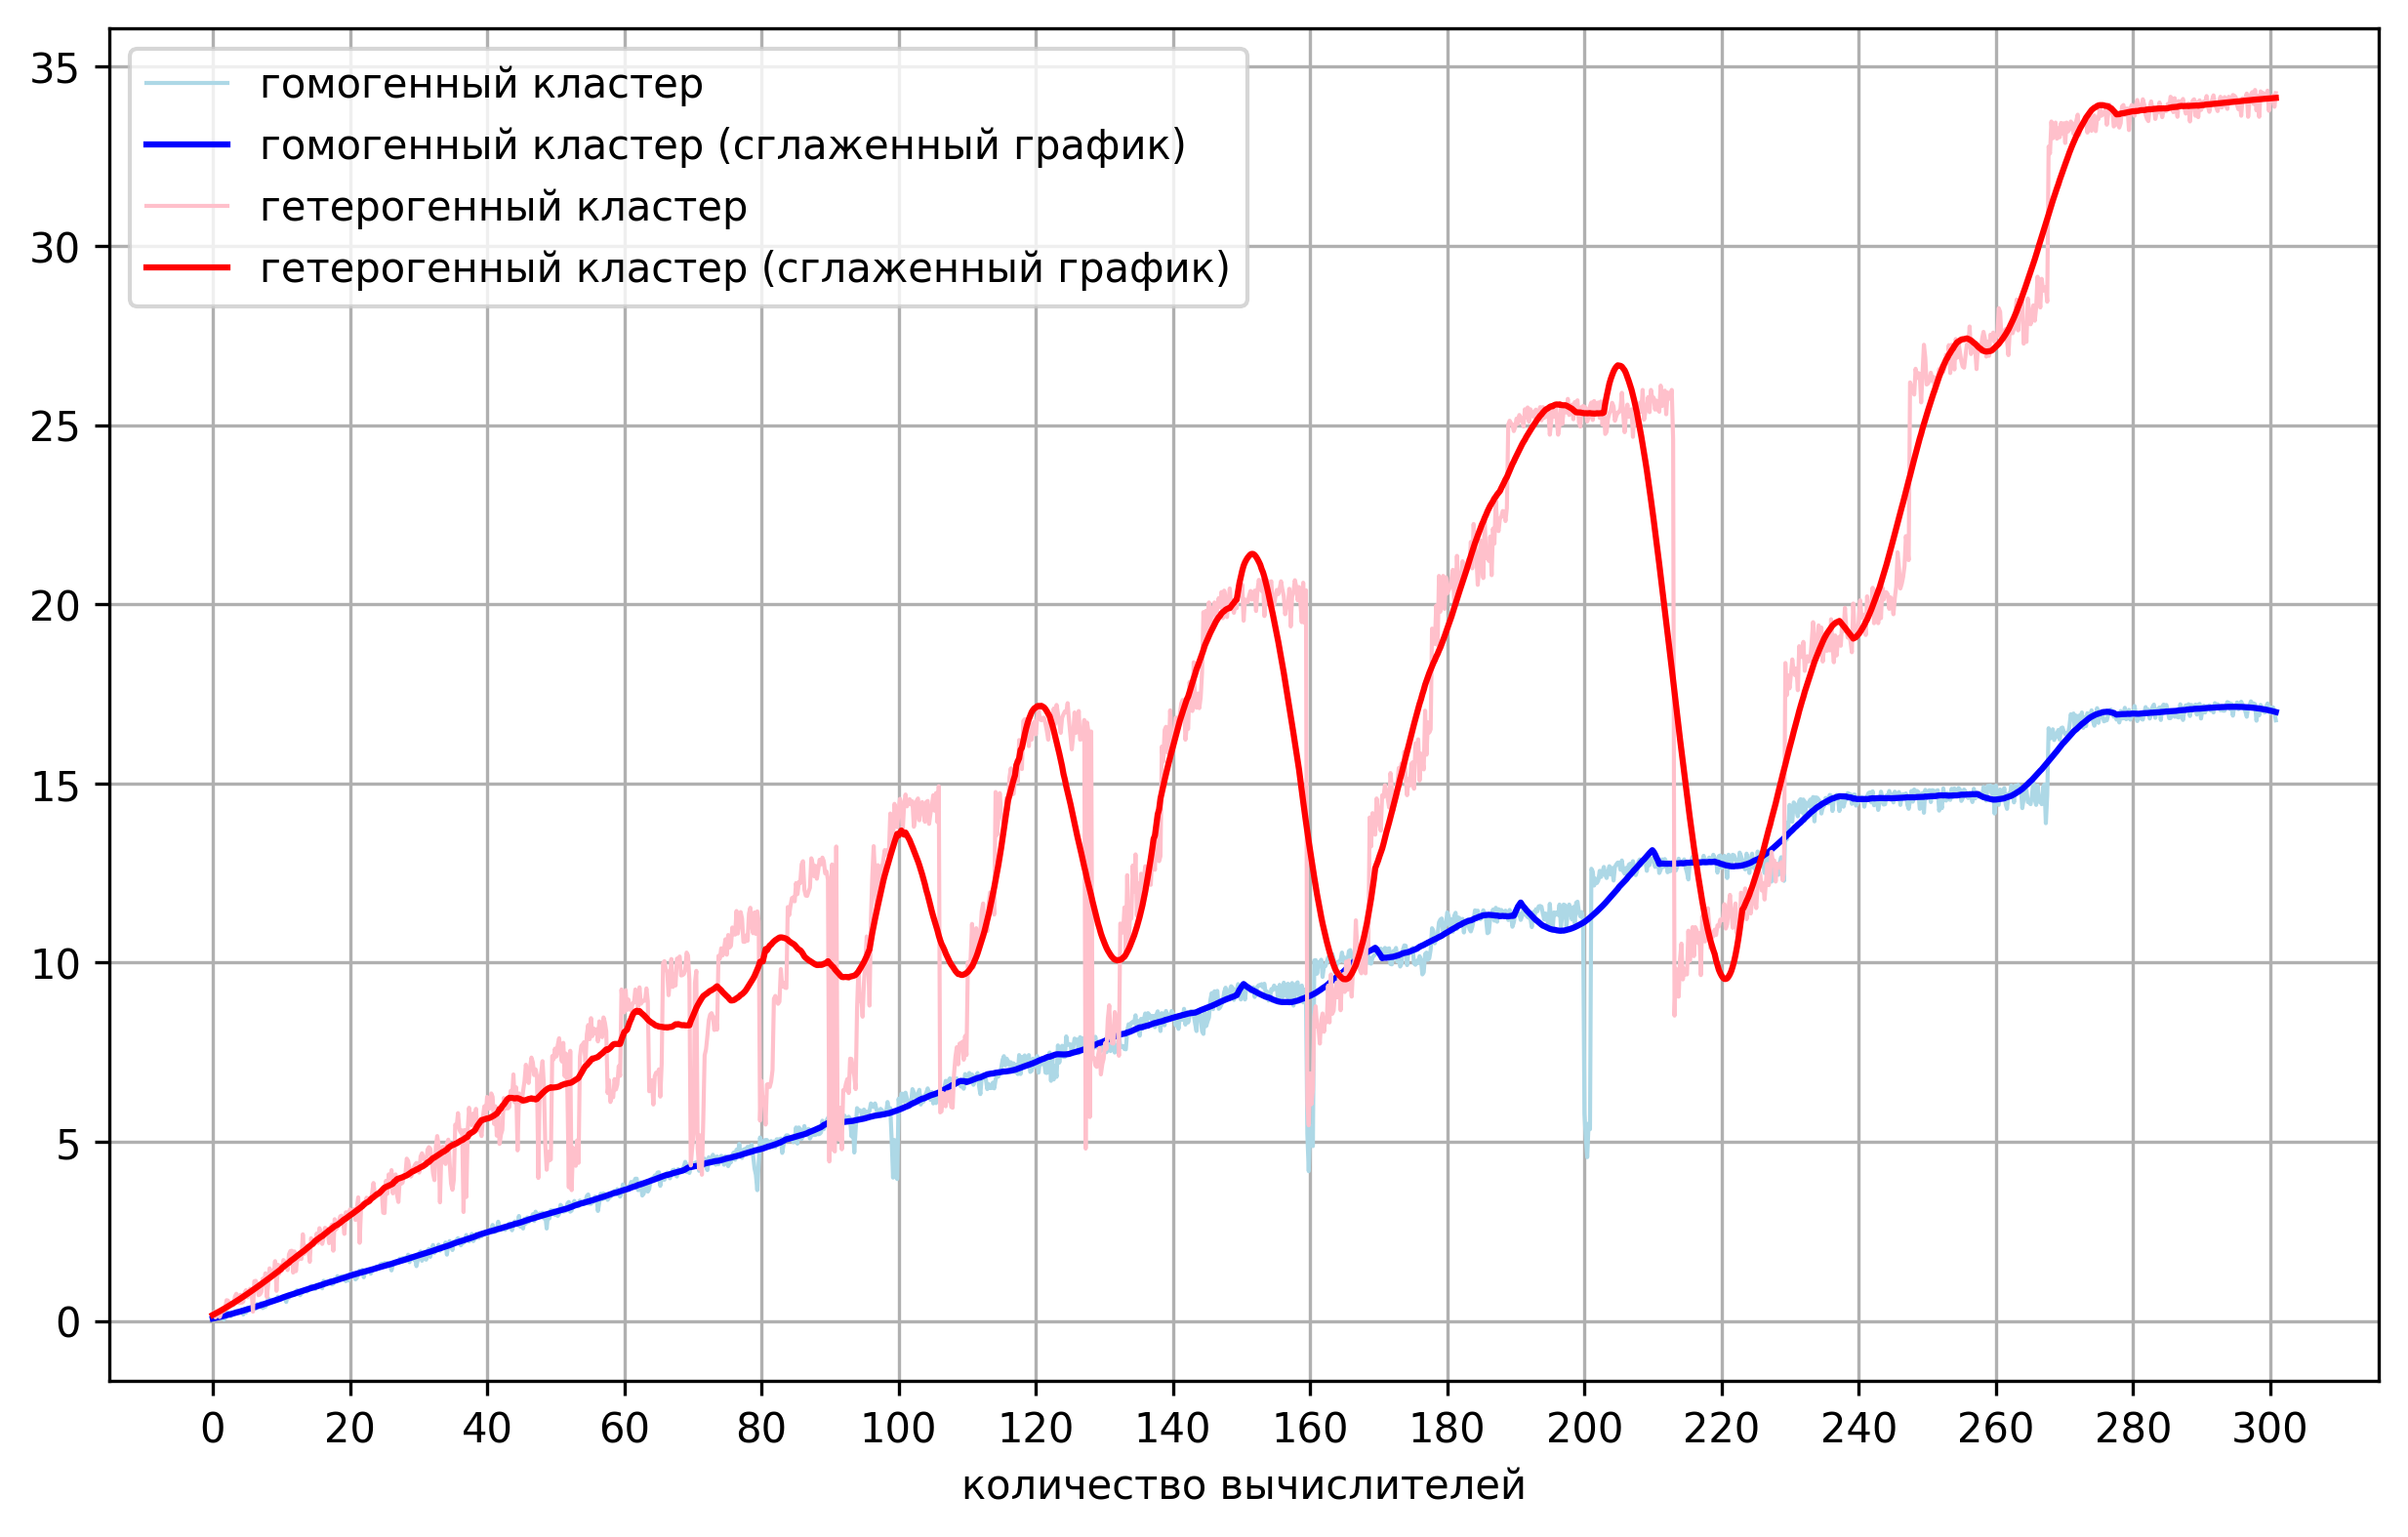 гомогенный кластер
гомогенный кластер (сглаженный график)
гетерогенный кластер
гетерогенный кластер (сглаженный график)
35
30
25
20
15
10
5
0
0 20 40 60 80 100 120 140 160 180 200 220 240 260 280 300
количество вычислителей